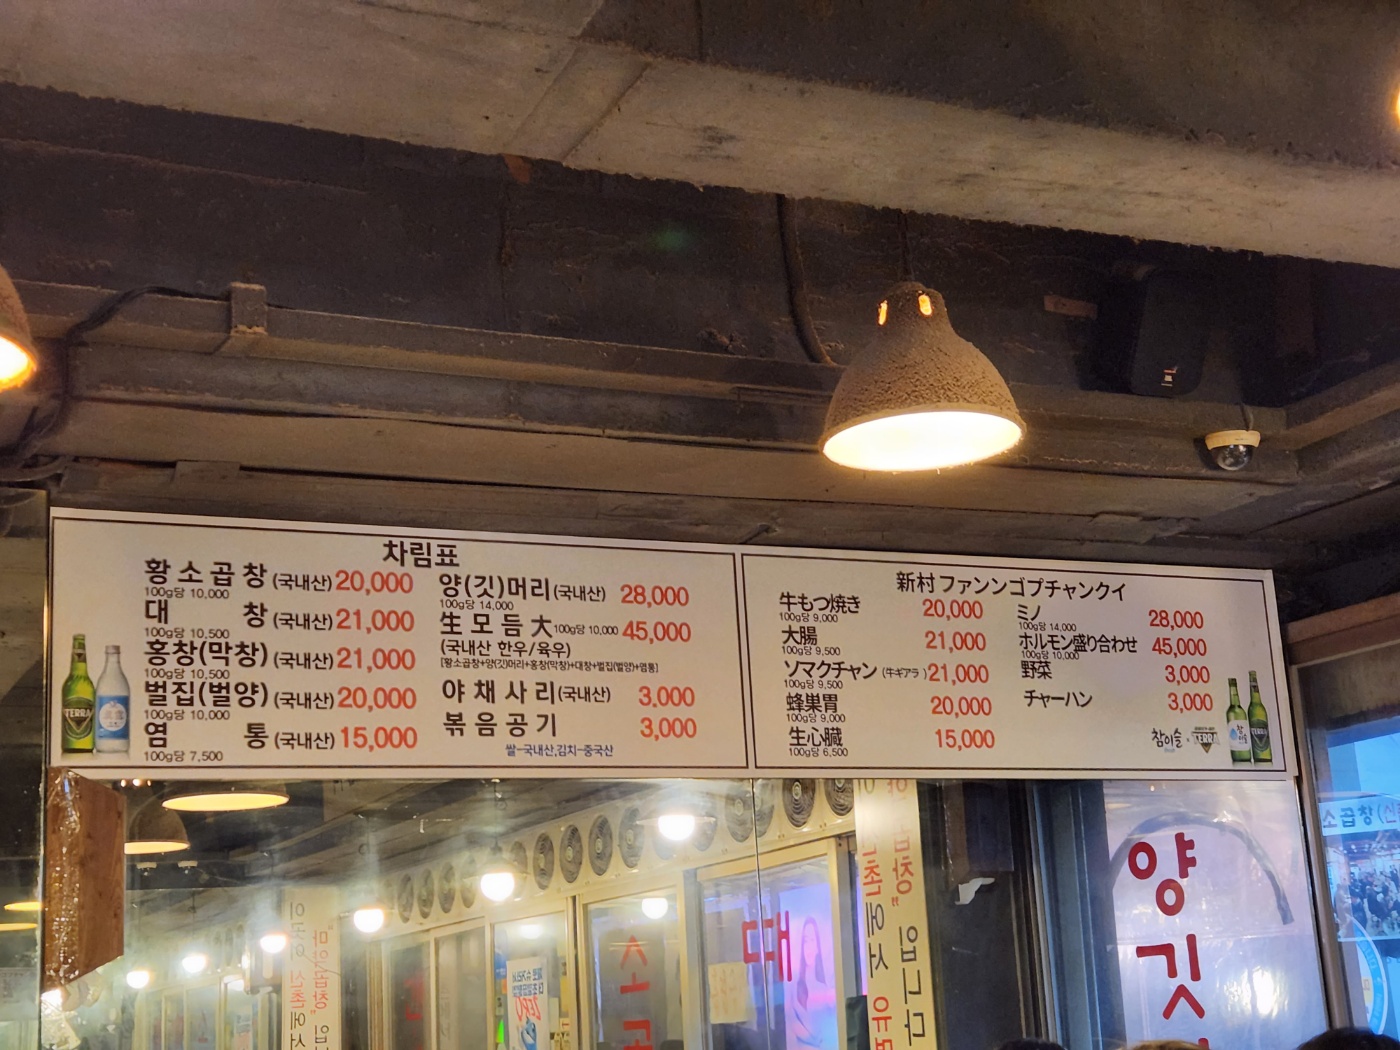 차림표
황소곱창(국내산) 20,000
100g당 10,000
대 창(국내산) 21,000
100g당 10,500
홍창(막창)(국내산) 21,000
100g당 10,500
벌집(벌양)(국내산) 20,000
100g당 10,000
염 통(국내산) 15,000
100g당 7,500
양(깃)머리(국내산) 28,000
100g당 14,000
生모듬大 100g당 10,000 45,000
(국내산 한우/육우)
[황소곱창+양(깃)머리+홍창(막창)+대창+벌집(벌양)+염통]
야채사리(국내산) 3,000
볶음공기 3,000
쌀-국내산,김치-중국산
TERRA
新村ファンンゴプチャンクイ
牛もつ焼き 20,000
100g당 9,000
大腸 21,000
100g당 9,500
ソマクチャン (牛ギアラ) 21,000
100g당 9,500
蜂巣胃 20,000
100g당 9,000
生心臓 15,000
100g당 6,500
ミノ 28,000
100g당 14,000
ホルモン盛り合わせ 45,000
100g당 10,000
野菜 3,000
チャーハン 3,000
참이슬
TERRA
양깃
소곱창
입니다